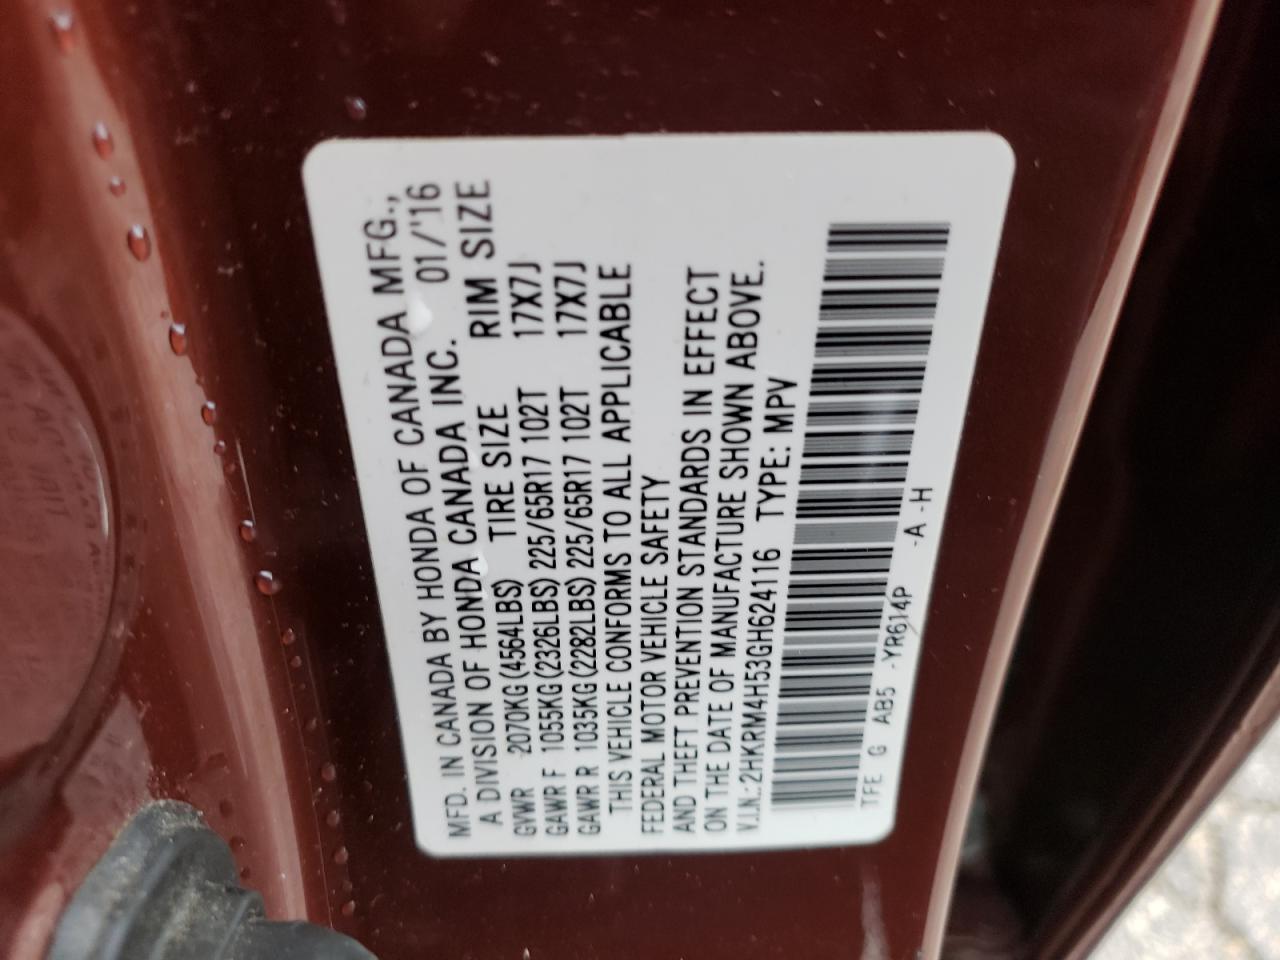 MFD. IN CANADA BY HONDA OF CANADA MFG.,
A DIVISION OF HONDA CANADA INC. 01/'16
GVWR 2070KG(4564LBS) TIRE SIZE RIM SIZE
GAWR F 1055KG(2326LBS) 225/65R17 102T 17X7J
GAWR R 1035KG(2282LBS) 225/65R17 102T 17X7J
THIS VEHICLE CONFORMS TO ALL APPLICABLE
FEDERAL MOTOR VEHICLE SAFETY
AND THEFT PREVENTION STANDARDS IN EFFECT
ON THE DATE OF MANUFACTURE SHOWN ABOVE.
V.I.N.:2HKRM4H53GH624116 TYPE: MPV
TFE G AB5 -YR614P -A -H